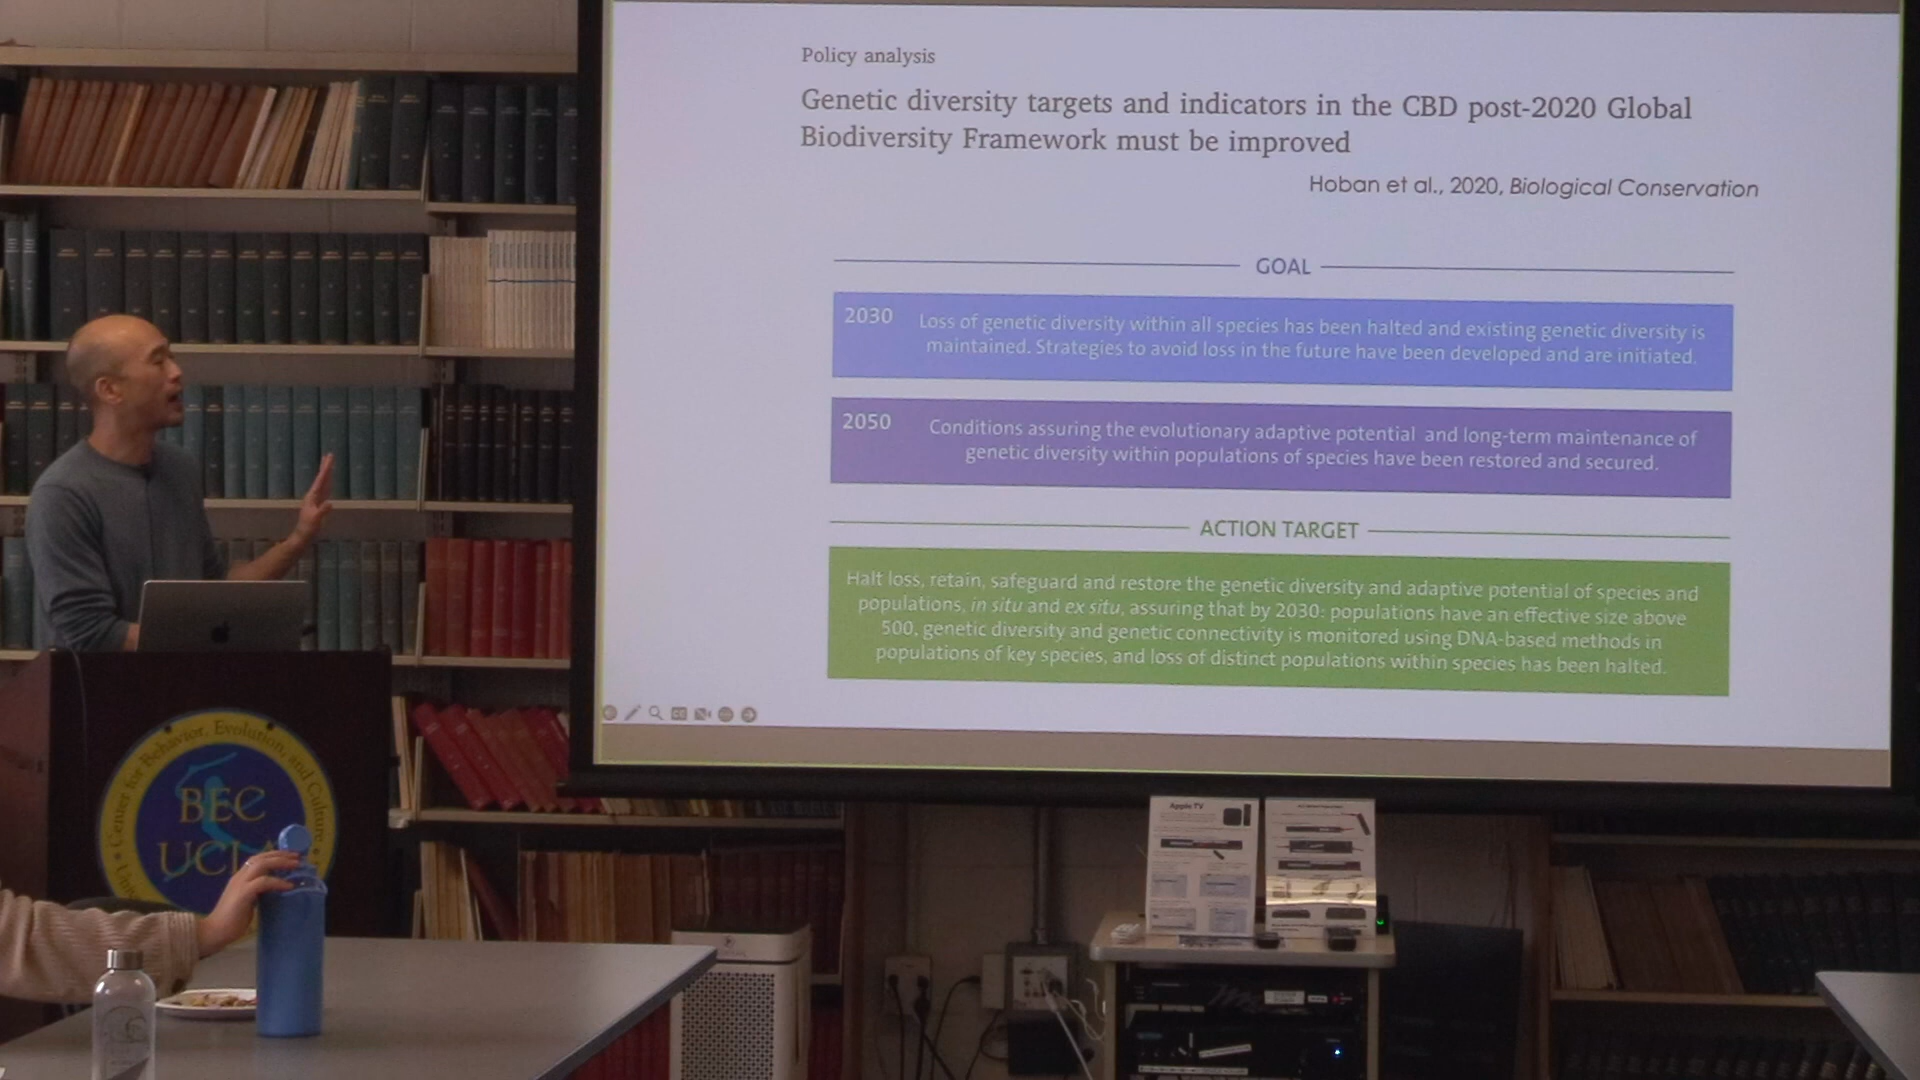 Policy analysis
Genetic diversity targets and indicators in the CBD post-2020 Global
Biodiversity Framework must be improved
Hoban et al., 2020, Biological Conservation
GOAL
2030
Loss of genetic diversity within all species has been halted and existing genetic diversity is
maintained. Strategies to avoid loss in the future have been developed and are initiated.
2050
Conditions assuring the evolutionary adaptive potential and long-term maintenance of
genetic diversity within populations of species have been restored and secured.
ACTION TARGET
Halt loss, retain, safeguard and restore the genetic diversity and adaptive potential of species and
populations, in situ and ex situ, assuring that by 2030: populations have an effective size above
500, genetic diversity and genetic connectivity is monitored using DNA-based methods in
populations of key species, and loss of distinct populations within species has been halted.
Center for Behavior, Evolution, and Culture
BEC
UCLA
Apple TV